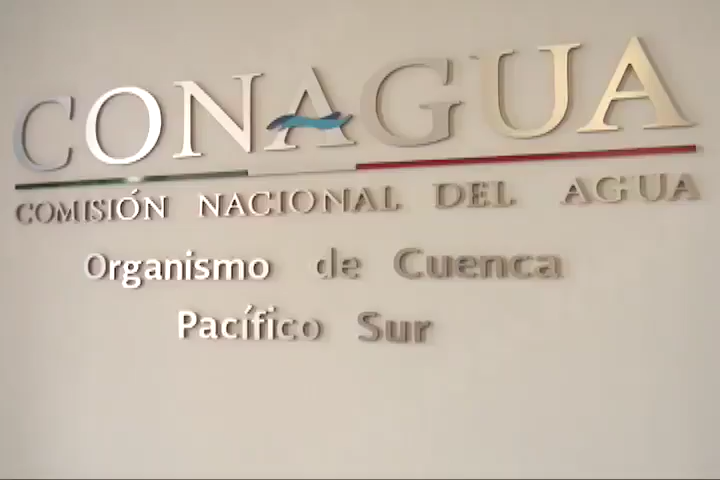 CONAGUA
COMISIÓN NACIONAL DEL AGUA
Organismo de Cuenca
Pacífico Sur